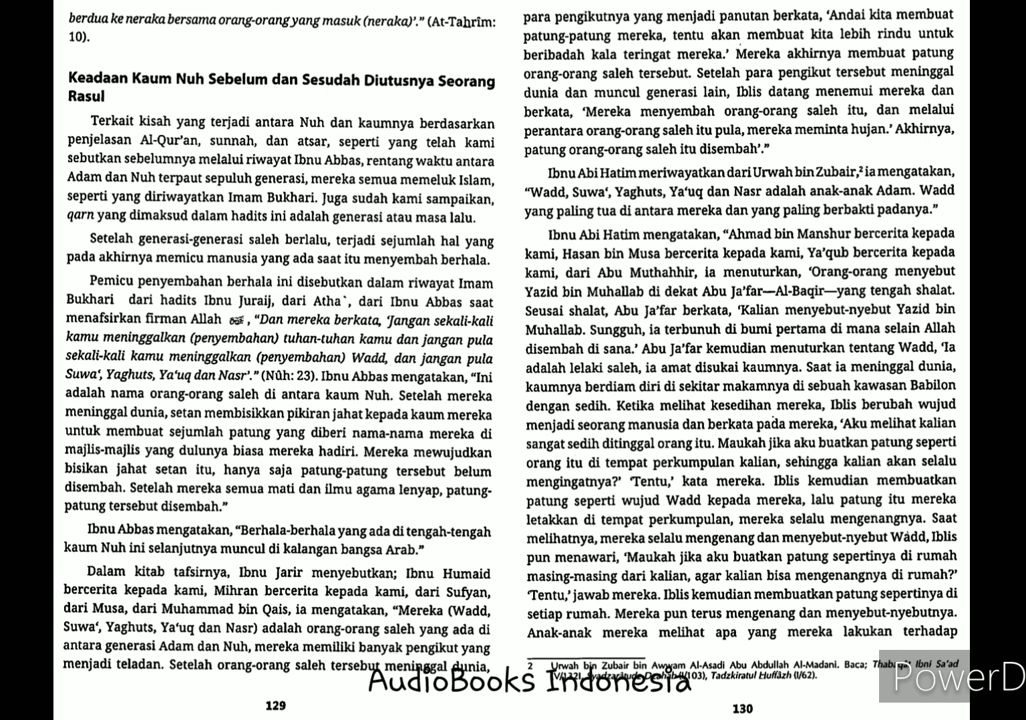 berdua ke neraka bersama orang-orang yang masuk (neraka)’.” (At-Taḥrîm:
10).
Keadaan Kaum Nuh Sebelum dan Sesudah Diutusnya Seorang
Rasul
Terkait kisah yang terjadi antara Nuh dan kaumnya berdasarkan
penjelasan Al-Qur’an, sunnah, dan atsar, seperti yang telah kami
sebutkan sebelumnya melalui riwayat Ibnu Abbas, rentang waktu antara
Adam dan Nuh terpaut sepuluh generasi, mereka semua memeluk Islam,
seperti yang diriwayatkan Imam Bukhari. Juga sudah kami sampaikan,
qarn yang dimaksud dalam hadits ini adalah generasi atau masa lalu.
Setelah generasi-generasi saleh berlalu, terjadi sejumlah hal yang
pada akhirnya memicu manusia yang ada saat itu menyembah berhala.
Pemicu penyembahan berhala ini disebutkan dalam riwayat Imam
Bukhari dari hadits Ibnu Juraij, dari Atha`, dari Ibnu Abbas saat
menafsirkan firman Allah , “Dan mereka berkata, ‘Jangan sekali-kali
kamu meninggalkan (penyembahan) tuhan-tuhan kamu dan jangan pula
sekali-kali kamu meninggalkan (penyembahan) Wadd, dan jangan pula
Suwa‘, Yaghuts, Ya‘uq dan Nasr’.” (Nûh: 23). Ibnu Abbas mengatakan, “Ini
adalah nama orang-orang saleh di antara kaum Nuh. Setelah mereka
meninggal dunia, setan membisikkan pikiran jahat kepada kaum mereka
untuk membuat sejumlah patung yang diberi nama-nama mereka di
majlis-majlis yang dulunya biasa mereka hadiri. Mereka mewujudkan
bisikan jahat setan itu, hanya saja patung-patung tersebut belum
disembah. Setelah mereka semua mati dan ilmu agama lenyap, patung-
patung tersebut disembah.”
Ibnu Abbas mengatakan, “Berhala-berhala yang ada di tengah-tengah
kaum Nuh ini selanjutnya muncul di kalangan bangsa Arab.”
Dalam kitab tafsirnya, Ibnu Jarir menyebutkan; Ibnu Humaid
bercerita kepada kami, Mihran bercerita kepada kami, dari Sufyan,
dari Musa, dari Muhammad bin Qais, ia mengatakan, “Mereka (Wadd,
Suwa‘, Yaghuts, Ya‘uq dan Nasr) adalah orang-orang saleh yang ada di
antara generasi Adam dan Nuh, mereka memiliki banyak pengikut yang
menjadi teladan. Setelah orang-orang saleh tersebut meninggal dunia,
129
para pengikutnya yang menjadi panutan berkata, ‘Andai kita membuat
patung-patung mereka, tentu akan membuat kita lebih rindu untuk
beribadah kala teringat mereka.’ Mereka akhirnya membuat patung
orang-orang saleh tersebut. Setelah para pengikut tersebut meninggal
dunia dan muncul generasi lain, Iblis datang menemui mereka dan
berkata, ‘Mereka menyembah orang-orang saleh itu, dan melalui
perantara orang-orang saleh itu pula, mereka meminta hujan.’ Akhirnya,
patung orang-orang saleh itu disembah’.”
Ibnu Abi Hatim meriwayatkan dari Urwah bin Zubair,² ia mengatakan,
“Wadd, Suwa‘, Yaghuts, Ya‘uq dan Nasr adalah anak-anak Adam. Wadd
yang paling tua di antara mereka dan yang paling berbakti padanya.”
Ibnu Abi Hatim mengatakan, “Ahmad bin Manshur bercerita kepada
kami, Hasan bin Musa bercerita kepada kami, Ya‘qub bercerita kepada
kami, dari Abu Muthahhir, ia menuturkan, ‘Orang-orang menyebut
Yazid bin Muhallab di dekat Abu Ja‘far—Al-Baqir—yang tengah shalat.
Seusai shalat, Abu Ja‘far berkata, ‘Kalian menyebut-nyebut Yazid bin
Muhallab. Sungguh, ia terbunuh di bumi pertama di mana selain Allah
disembah di sana.’ Abu Ja‘far kemudian menuturkan tentang Wadd, ‘Ia
adalah lelaki saleh, ia amat disukai kaumnya. Saat ia meninggal dunia,
kaumnya berdiam diri di sekitar makamnya di sebuah kawasan Babilon
dengan sedih. Ketika melihat kesedihan mereka, Iblis berubah wujud
menjadi seorang manusia dan berkata pada mereka, ‘Aku melihat kalian
sangat sedih ditinggal orang itu. Maukah jika aku buatkan patung seperti
orang itu di tempat perkumpulan kalian, sehingga kalian akan selalu
mengingatnya?’ ‘Tentu,’ kata mereka. Iblis kemudian membuatkan
patung seperti wujud Wadd kepada mereka, lalu patung itu mereka
letakkan di tempat perkumpulan, mereka selalu mengenangnya. Saat
melihatnya, mereka selalu mengenang dan menyebut-nyebut Wadd, Iblis
pun menawari, ‘Maukah jika aku buatkan patung sepertinya di rumah
masing-masing dari kalian, agar kalian bisa mengenangnya di rumah?’
‘Tentu,’ jawab mereka. Iblis kemudian membuatkan patung sepertinya di
setiap rumah. Mereka pun terus mengenang dan menyebut-nyebutnya.
Anak-anak mereka melihat apa yang mereka lakukan terhadap
2 Urwah bin Zubair bin Awwam Al-Asadi Abu Abdullah Al-Madani. Baca; Thabaqât Ibni Sa‘ad
Tadzkiratul Huffâzh (I/62).
130
AudioBooks Indonesia
PowerD